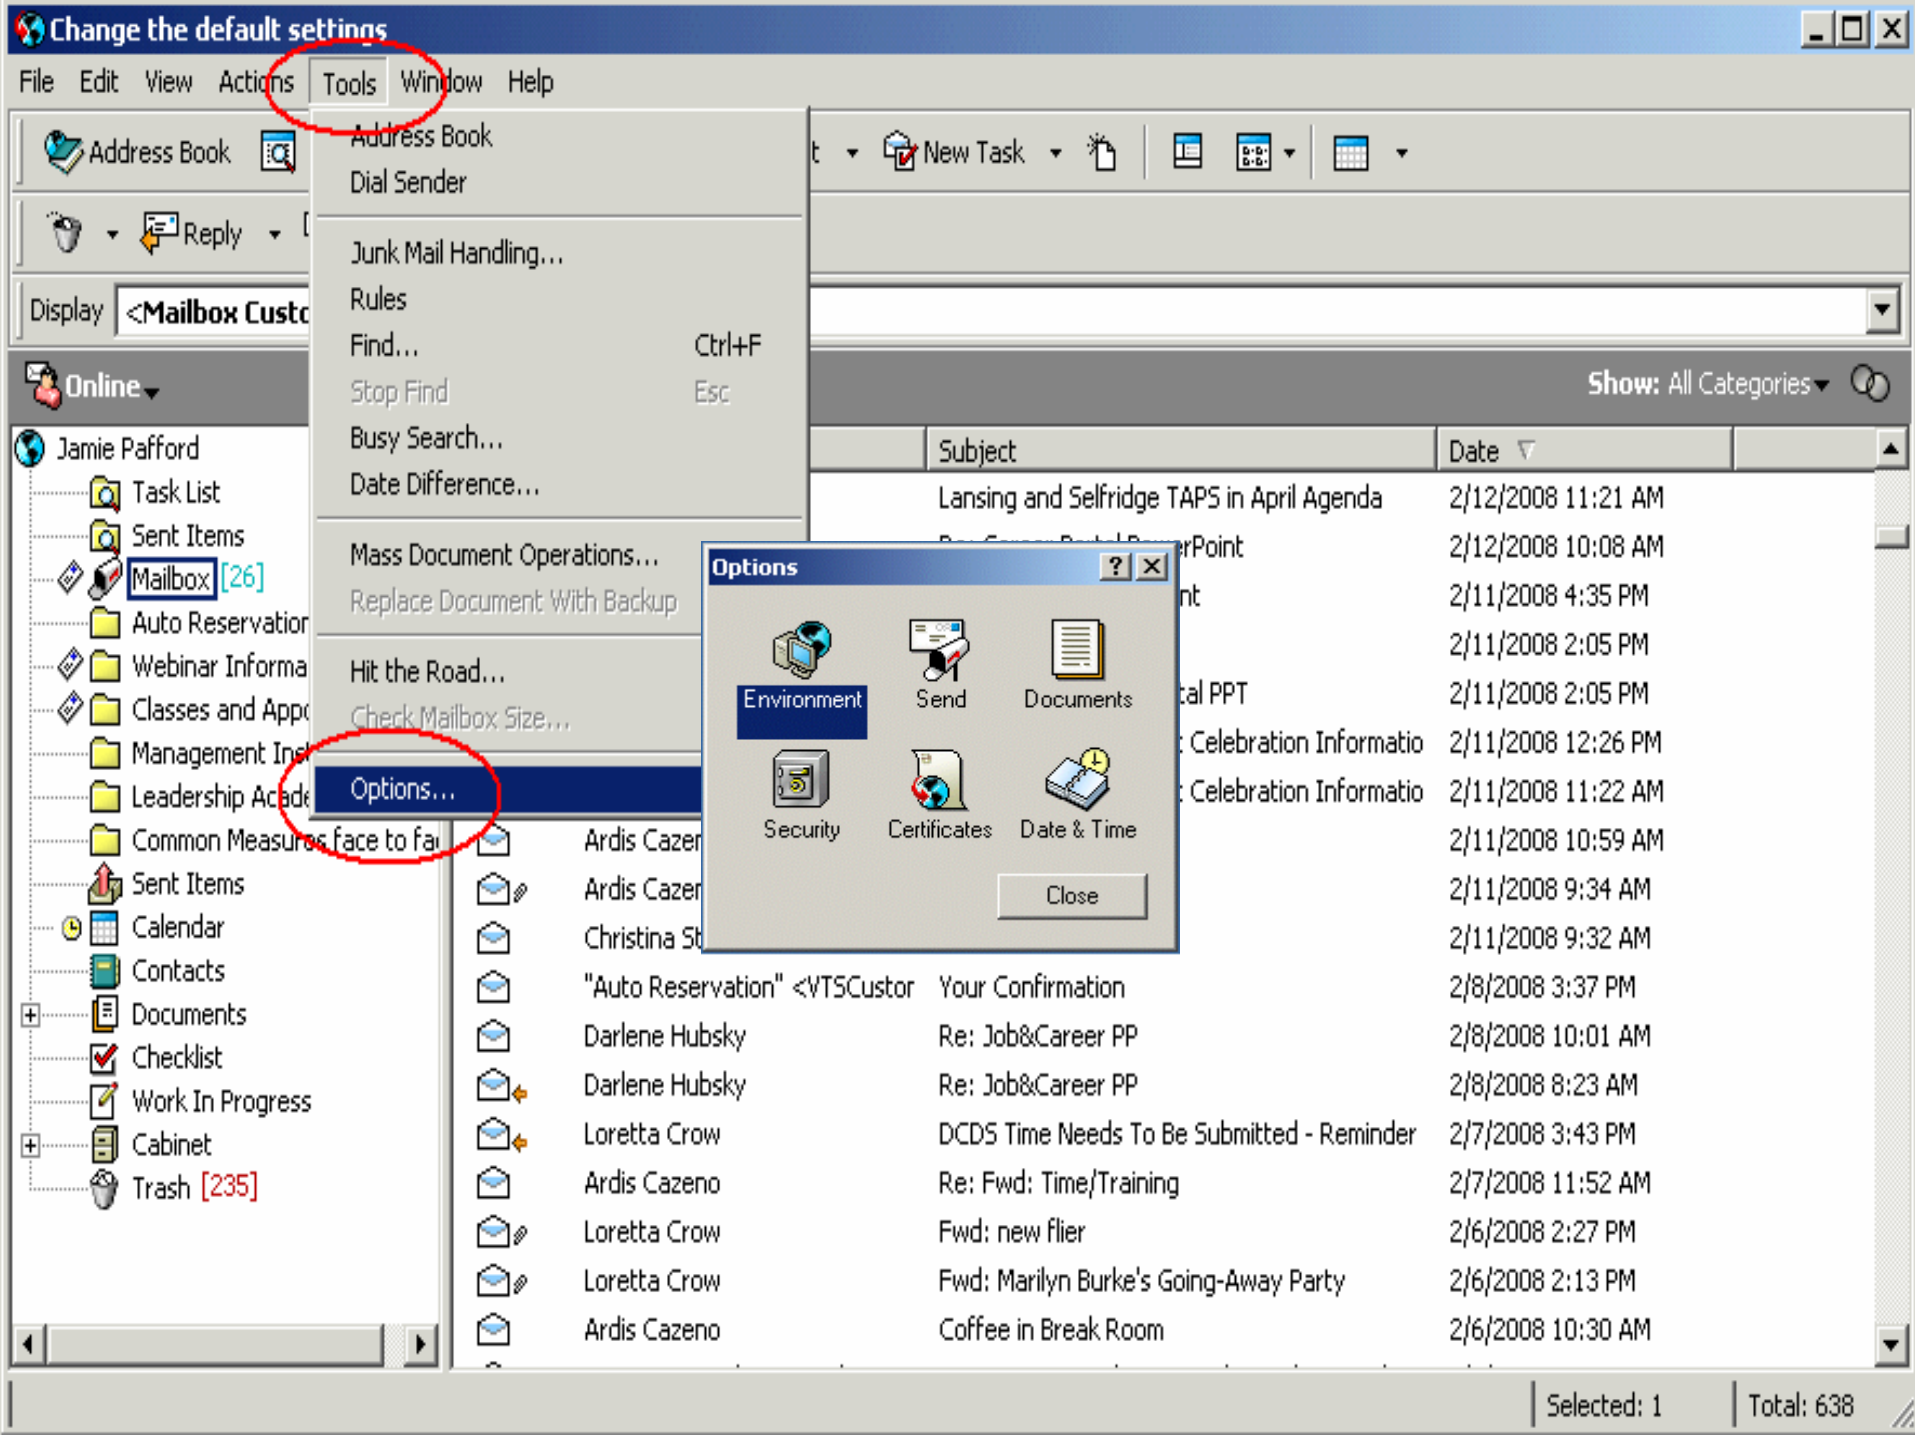 Change the default settings
File Edit View Actions Tools Window Help
Address Book New Task
Reply
Display <Mailbox
Address Book
Dial Sender
Junk Mail Handling...
Rules
Find... Ctrl+F
Stop Find Esc
Busy Search...
Date Difference...
Mass Document Operations...
Replace Document With Backup
Hit the Road...
Check Mailbox Size...
Options...
Online
Show: All Categories
Jamie Pafford
Task List
Sent Items
Mailbox [26]
Auto Reservation
Webinar
Classes and
Management
Leadership
Common Measures face to
Sent Items
Calendar
Contacts
Documents
Checklist
Work In Progress
Cabinet
Trash [235]
Options
Environment Send Documents
Security Certificates Date & Time
Close
Subject Date
Lansing and Selfridge TAPS in April Agenda 2/12/2008 11:21 AM
2/12/2008 10:08 AM
2/11/2008 4:35 PM
2/11/2008 2:05 PM
PPT 2/11/2008 2:05 PM
Celebration Informatio 2/11/2008 12:26 PM
Celebration Informatio 2/11/2008 11:22 AM
Ardis 2/11/2008 10:59 AM
Ardis 2/11/2008 9:34 AM
Christina 2/11/2008 9:32 AM
"Auto Reservation" <VTSCustor Your Confirmation 2/8/2008 3:37 PM
Darlene Hubsky Re: Job&Career PP 2/8/2008 10:01 AM
Darlene Hubsky Re: Job&Career PP 2/8/2008 8:23 AM
Loretta Crow DCDS Time Needs To Be Submitted - Reminder 2/7/2008 3:43 PM
Ardis Cazeno Re: Fwd: Time/Training 2/7/2008 11:52 AM
Loretta Crow Fwd: new flier 2/6/2008 2:27 PM
Loretta Crow Fwd: Marilyn Burke's Going-Away Party 2/6/2008 2:13 PM
Ardis Cazeno Coffee in Break Room 2/6/2008 10:30 AM
Selected: 1 Total: 638